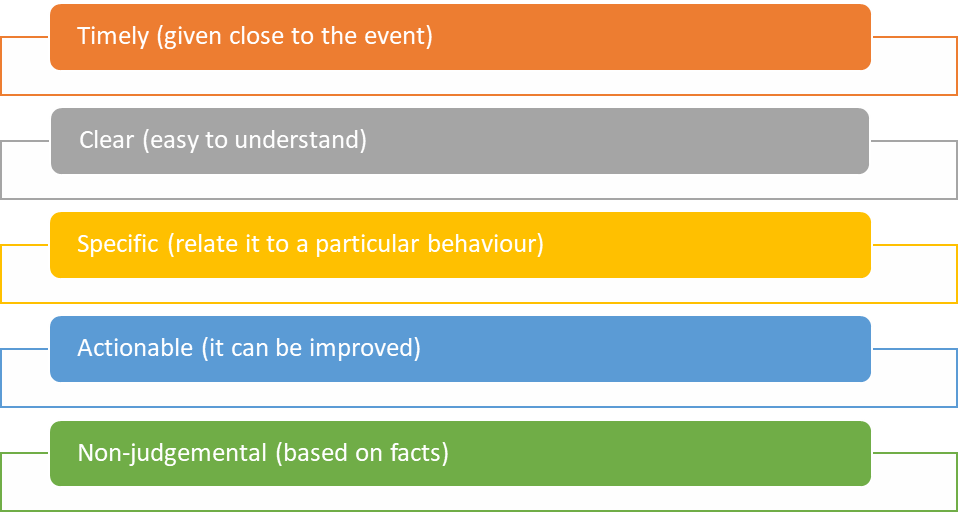 Timely (given close to the event)
Clear (easy to understand)
Specific (relate it to a particular behaviour)
Actionable (it can be improved)
Non-judgemental (based on facts)